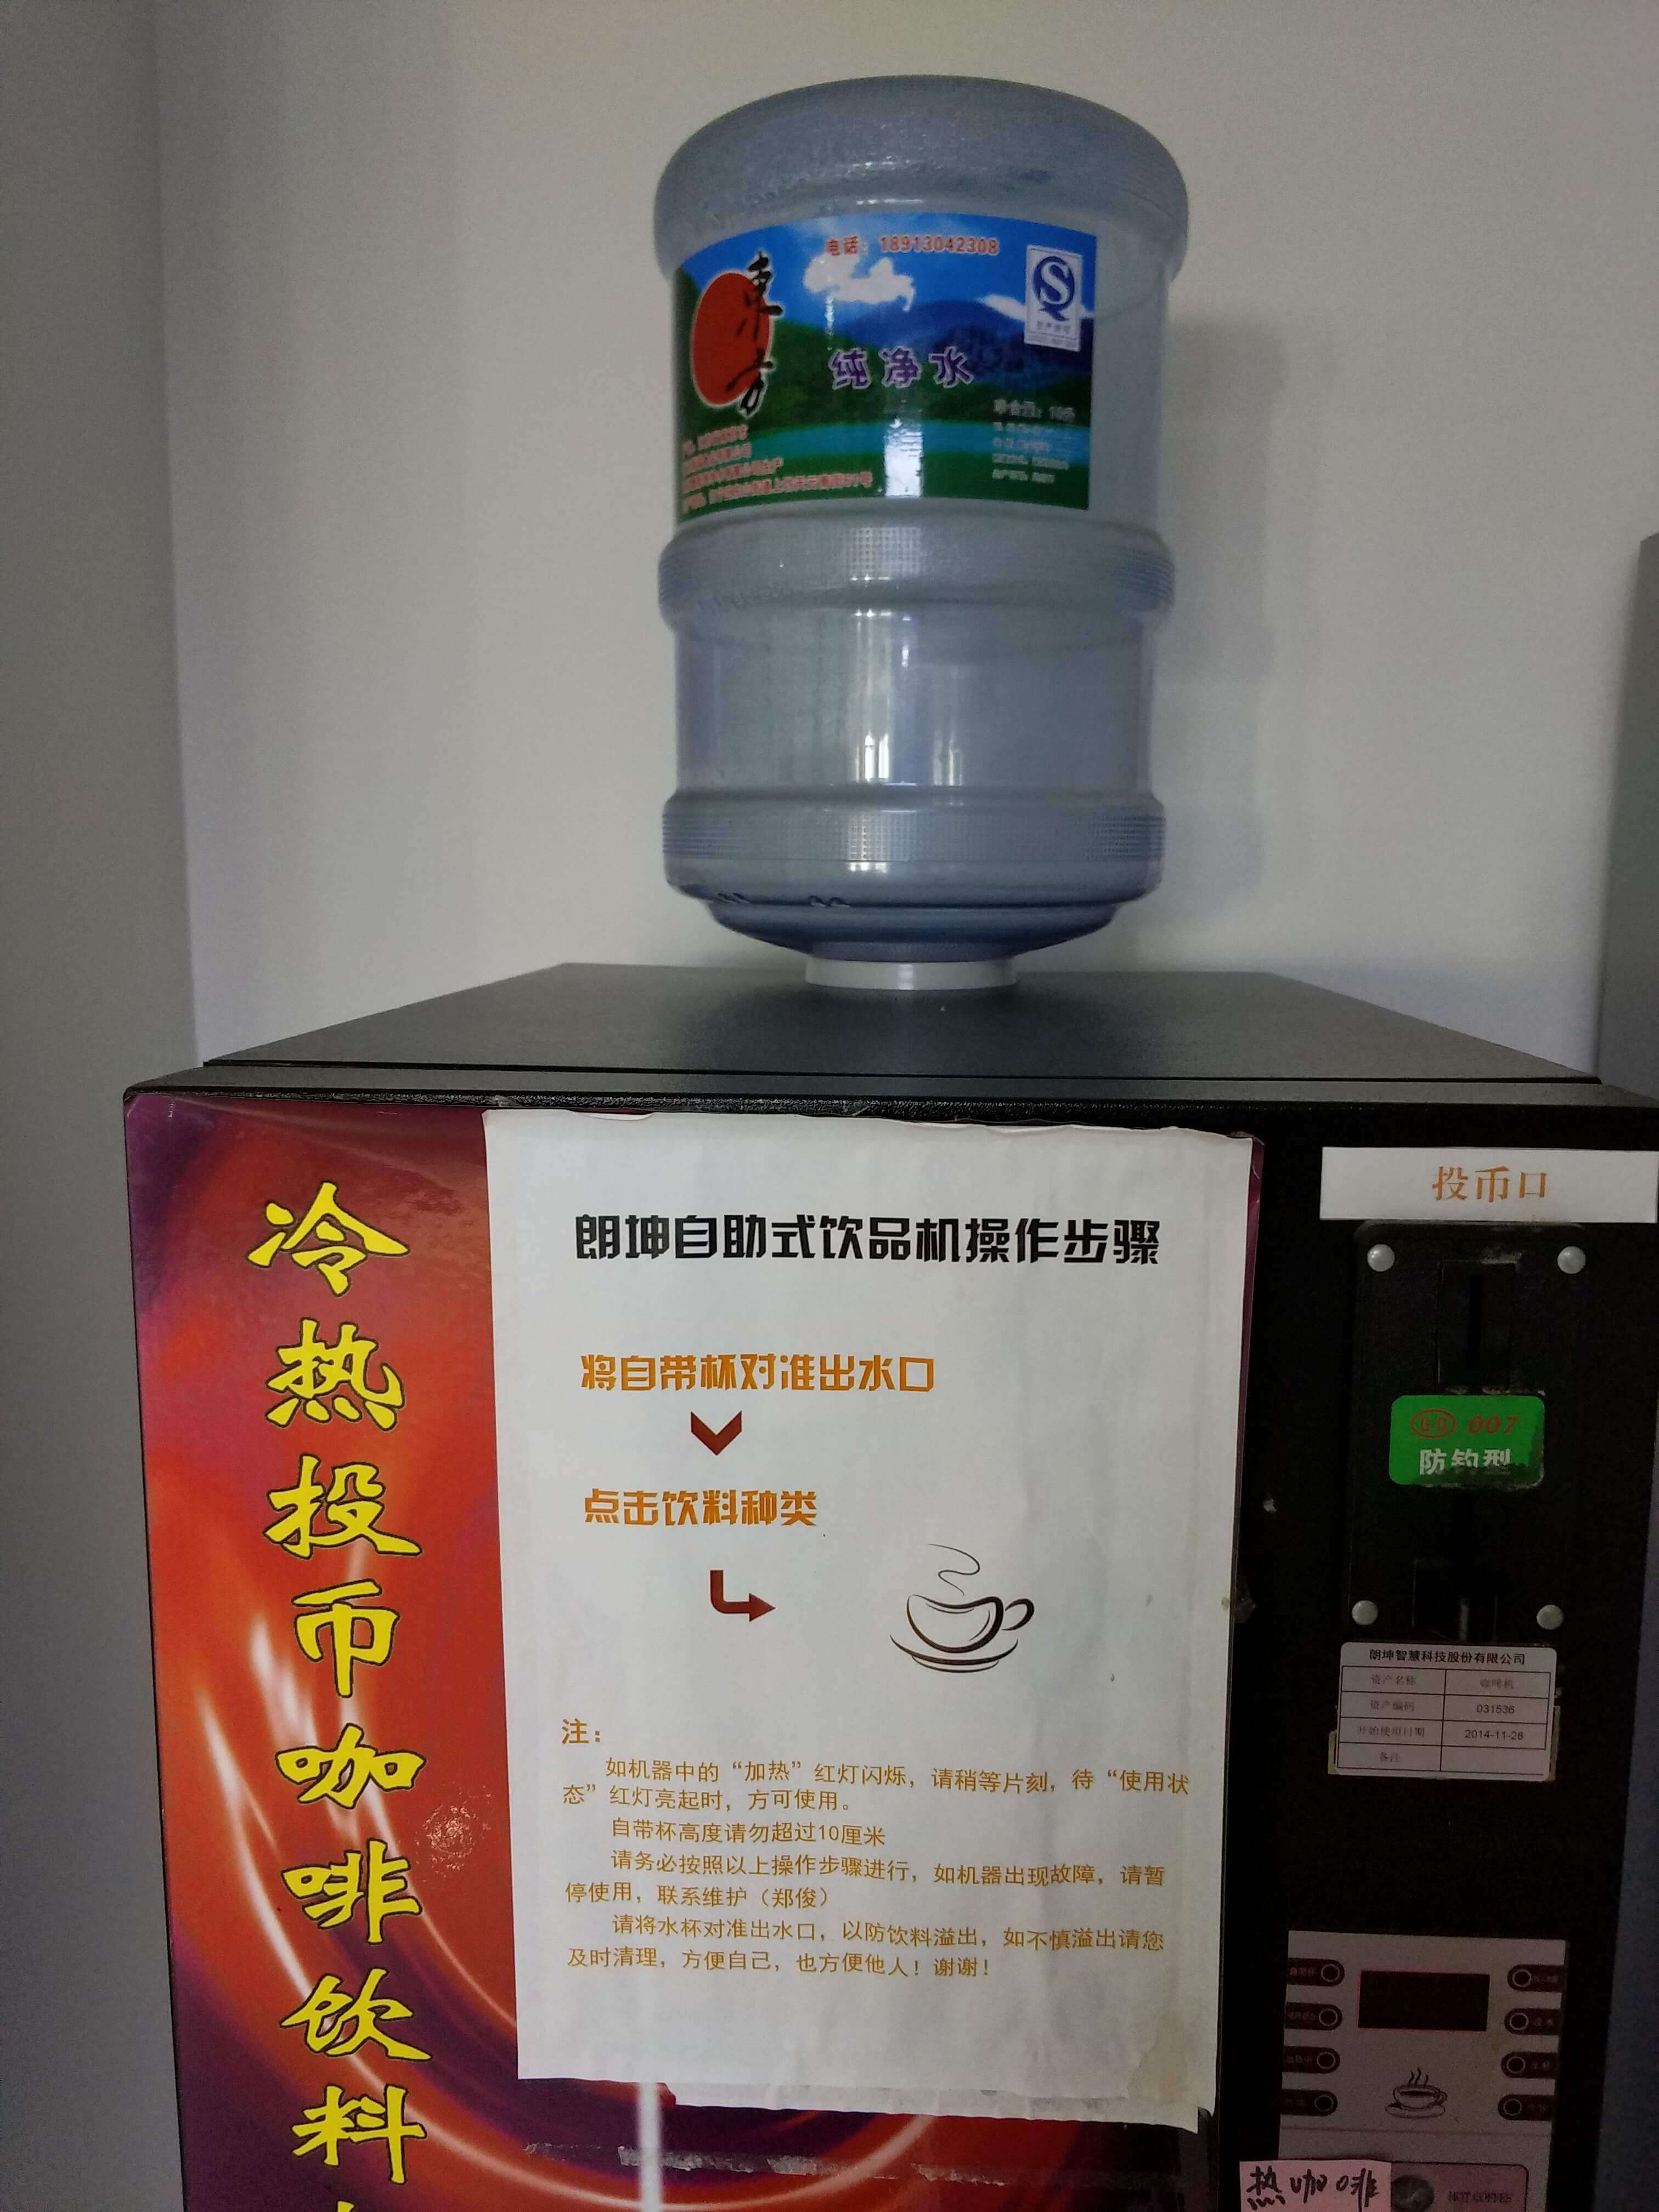 电话：18913042308
東方
纯净水
生产许可
冷热投币咖啡饮料
朗坤自助式饮品机操作步骤
将自带杯对准出水口
点击饮料种类
注：
如机器中的“加热”红灯闪烁，请稍等片刻，待“使用状
态”红灯亮起时，方可使用。
自带杯高度请勿超过10厘米
请务必按照以上操作步骤进行，如机器出现故障，请暂
停使用，联系维护（郑俊）
请将水杯对准出水口，以防饮料溢出，如不慎溢出请您
及时清理，方便自己，也方便他人！谢谢！
投币口
GD 007
防钓型
朗坤智慧科技股份有限公司
资产名称 咖啡机
资产编码 031536
开始使用日期 2014-11-28
备注
热咖啡
HOT COFFEE